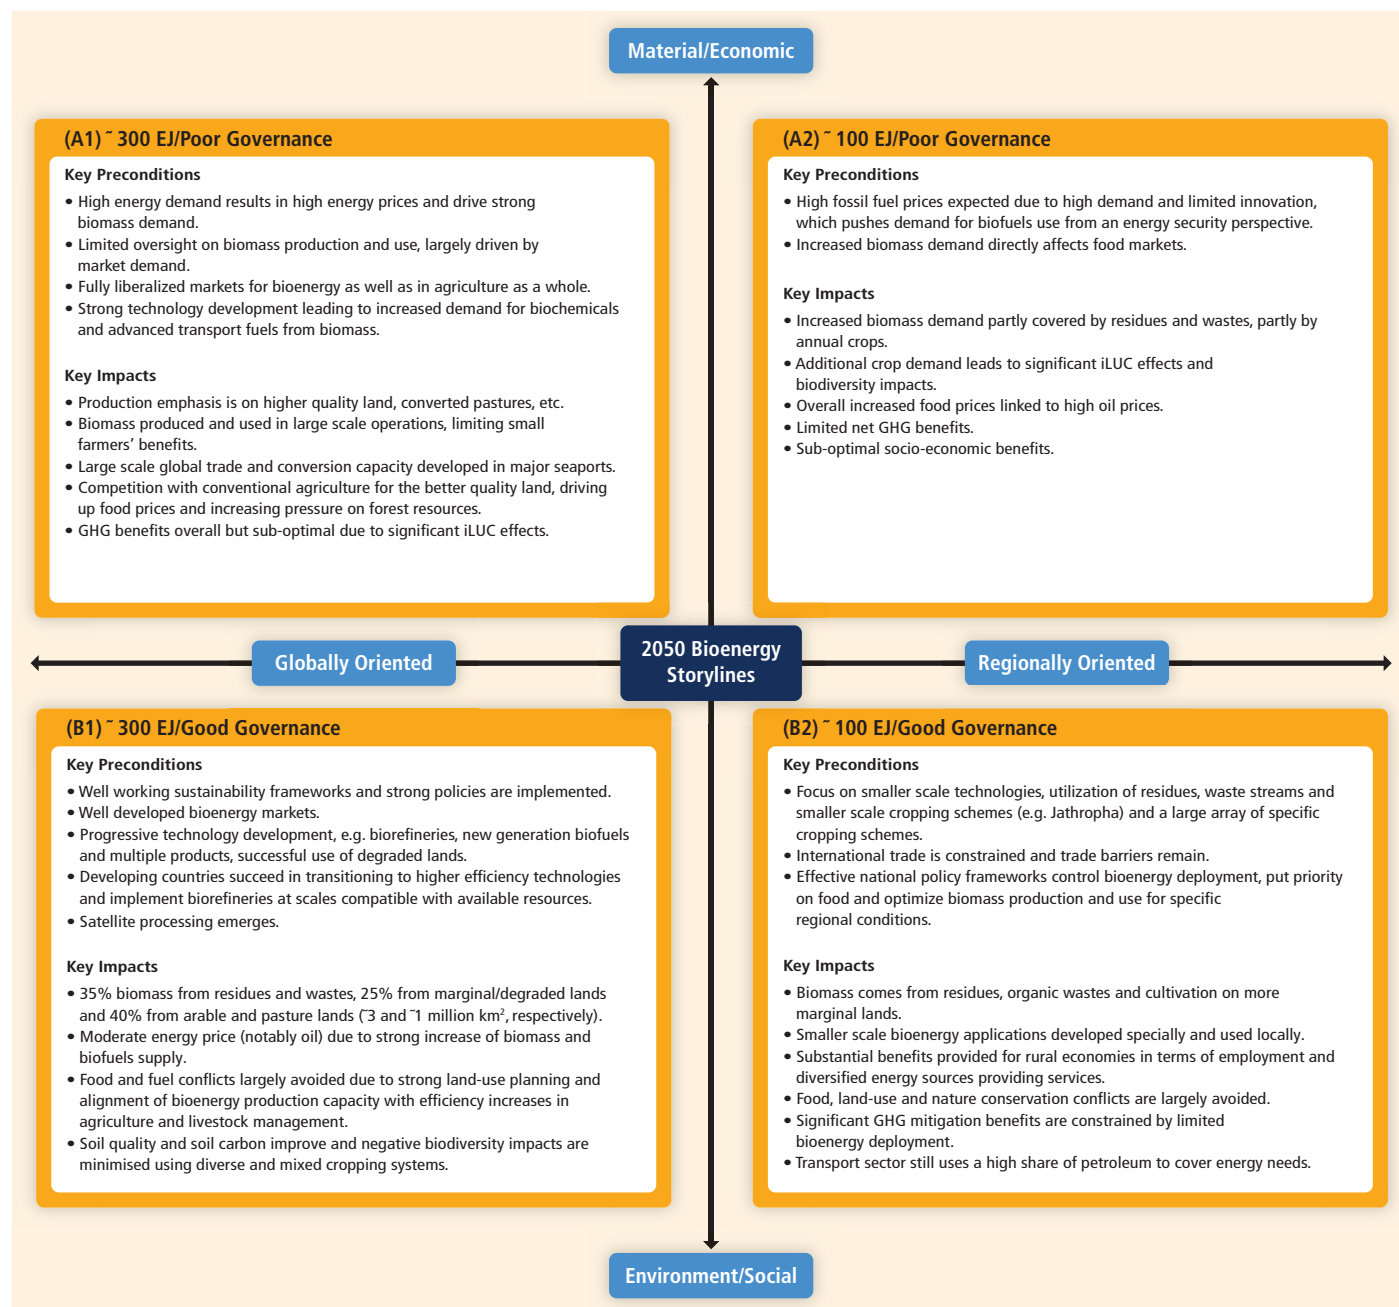 Material/Economic
(A1) ˜ 300 EJ/Poor Governance
Key Preconditions
• High energy demand results in high energy prices and drive strong
biomass demand.
• Limited oversight on biomass production and use, largely driven by
market demand.
• Fully liberalized markets for bioenergy as well as in agriculture as a whole.
• Strong technology development leading to increased demand for biochemicals
and advanced transport fuels from biomass.
Key Impacts
• Production emphasis is on higher quality land, converted pastures, etc.
• Biomass produced and used in large scale operations, limiting small
farmers’ benefits.
• Large scale global trade and conversion capacity developed in major seaports.
• Competition with conventional agriculture for the better quality land, driving
up food prices and increasing pressure on forest resources.
• GHG benefits overall but sub-optimal due to significant iLUC effects.
(A2) ˜ 100 EJ/Poor Governance
Key Preconditions
• High fossil fuel prices expected due to high demand and limited innovation,
which pushes demand for biofuels use from an energy security perspective.
• Increased biomass demand directly affects food markets.
Key Impacts
• Increased biomass demand partly covered by residues and wastes, partly by
annual crops.
• Additional crop demand leads to significant iLUC effects and
biodiversity impacts.
• Overall increased food prices linked to high oil prices.
• Limited net GHG benefits.
• Sub-optimal socio-economic benefits.
Globally Oriented
2050 Bioenergy
Storylines
Regionally Oriented
(B1) ˜ 300 EJ/Good Governance
Key Preconditions
• Well working sustainability frameworks and strong policies are implemented.
• Well developed bioenergy markets.
• Progressive technology development, e.g. biorefineries, new generation biofuels
and multiple products, successful use of degraded lands.
• Developing countries succeed in transitioning to higher efficiency technologies
and implement biorefineries at scales compatible with available resources.
• Satellite processing emerges.
Key Impacts
• 35% biomass from residues and wastes, 25% from marginal/degraded lands
and 40% from arable and pasture lands (˜3 and ˜1 million km², respectively).
• Moderate energy price (notably oil) due to strong increase of biomass and
biofuels supply.
• Food and fuel conflicts largely avoided due to strong land-use planning and
alignment of bioenergy production capacity with efficiency increases in
agriculture and livestock management.
• Soil quality and soil carbon improve and negative biodiversity impacts are
minimised using diverse and mixed cropping systems.
(B2) ˜ 100 EJ/Good Governance
Key Preconditions
• Focus on smaller scale technologies, utilization of residues, waste streams and
smaller scale cropping schemes (e.g. Jathropha) and a large array of specific
cropping schemes.
• International trade is constrained and trade barriers remain.
• Effective national policy frameworks control bioenergy deployment, put priority
on food and optimize biomass production and use for specific
regional conditions.
Key Impacts
• Biomass comes from residues, organic wastes and cultivation on more
marginal lands.
• Smaller scale bioenergy applications developed specially and used locally.
• Substantial benefits provided for rural economies in terms of employment and
diversified energy sources providing services.
• Food, land-use and nature conservation conflicts are largely avoided.
• Significant GHG mitigation benefits are constrained by limited
bioenergy deployment.
• Transport sector still uses a high share of petroleum to cover energy needs.
Environment/Social